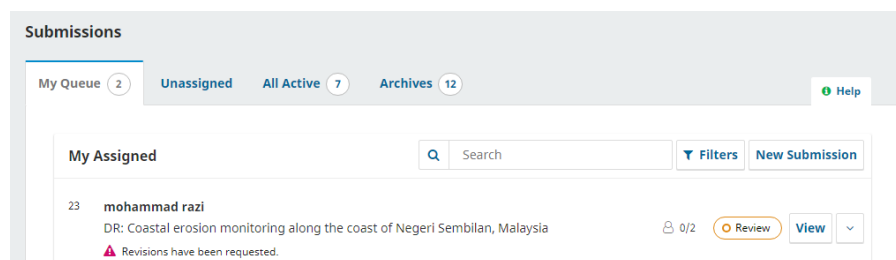 Submissions
My Queue 2 Unassigned All Active 7 Archives 12
Help
My Assigned Search Filters New Submission
23 mohammad razi
DR: Coastal erosion monitoring along the coast of Negeri Sembilan, Malaysia 0/2 Review View
Revisions have been requested.